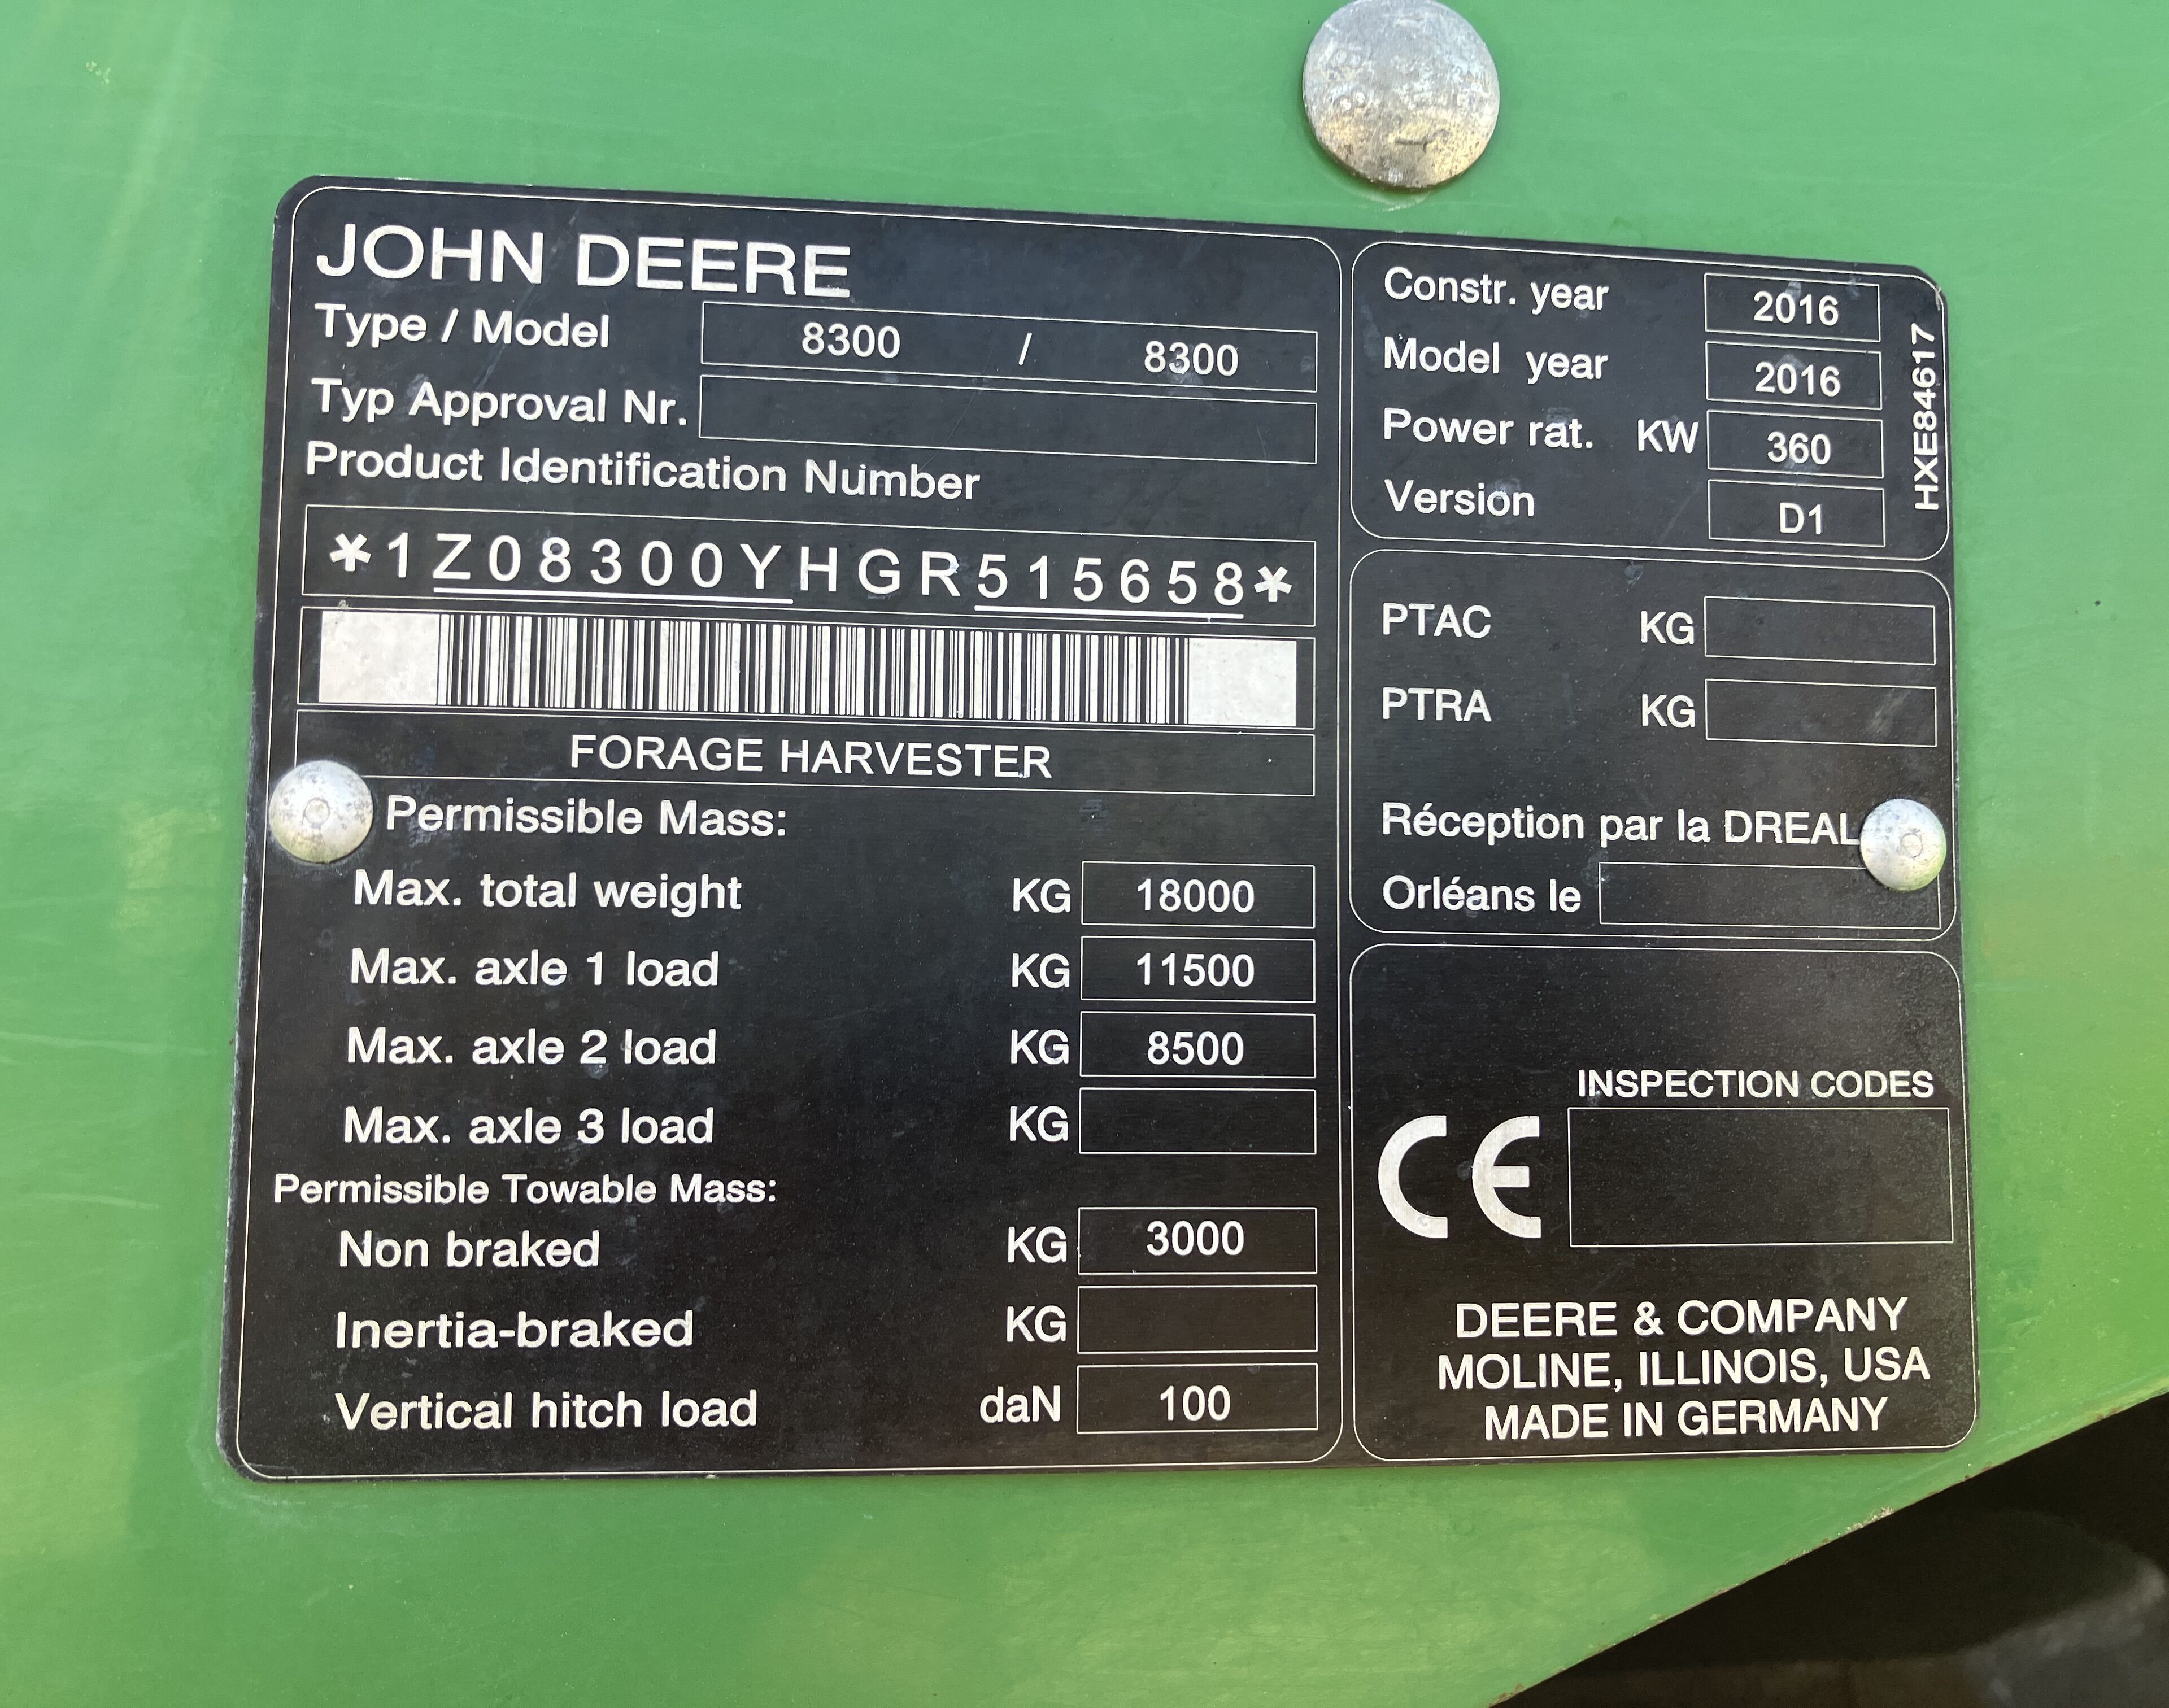 JOHN DEERE
Type / Model 8300 / 8300
Typ Approval Nr.
Product Identification Number
*1Z08300YHGR515658*
FORAGE HARVESTER
Permissible Mass:
Max. total weight KG 18000
Max. axle 1 load KG 11500
Max. axle 2 load KG 8500
Max. axle 3 load KG
Permissible Towable Mass:
Non braked KG 3000
Inertia-braked KG
Vertical hitch load daN 100
Constr. year 2016
Model year 2016
Power rat. KW 360
Version D1
HXE84617
PTAC KG
PTRA KG
Réception par la DREAL
Orléans le
INSPECTION CODES
CE
DEERE & COMPANY
MOLINE, ILLINOIS, USA
MADE IN GERMANY